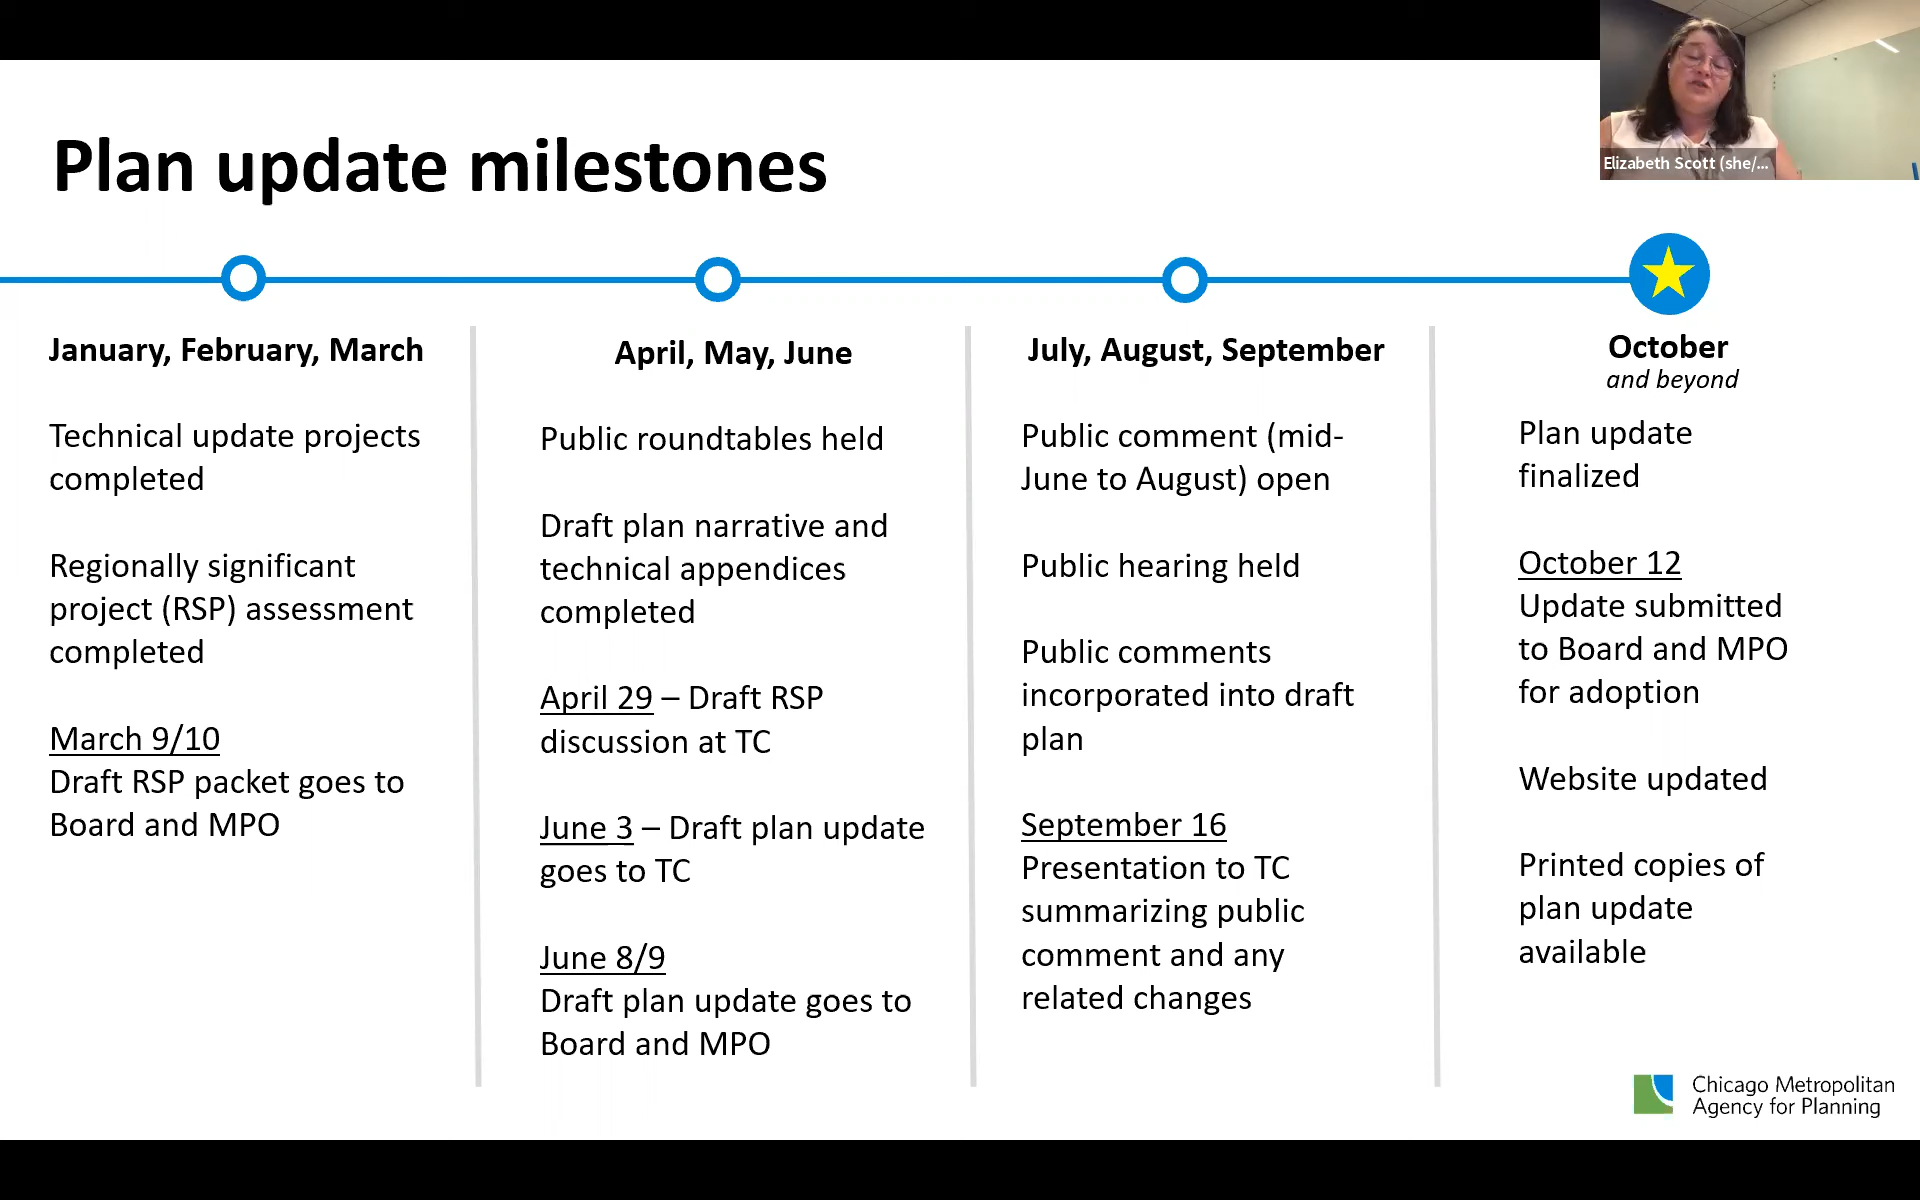 Elizabeth Scott (she/...
Plan update milestones
January, February, March
Technical update projects
completed
Regionally significant
project (RSP) assessment
completed
March 9/10
Draft RSP packet goes to
Board and MPO
April, May, June
Public roundtables held
Draft plan narrative and
technical appendices
completed
April 29 – Draft RSP
discussion at TC
June 3 – Draft plan update
goes to TC
June 8/9
Draft plan update goes to
Board and MPO
July, August, September
Public comment (mid-
June to August) open
Public hearing held
Public comments
incorporated into draft
plan
September 16
Presentation to TC
summarizing public
comment and any
related changes
October
and beyond
Plan update
finalized
October 12
Update submitted
to Board and MPO
for adoption
Website updated
Printed copies of
plan update
available
Chicago Metropolitan
Agency for Planning